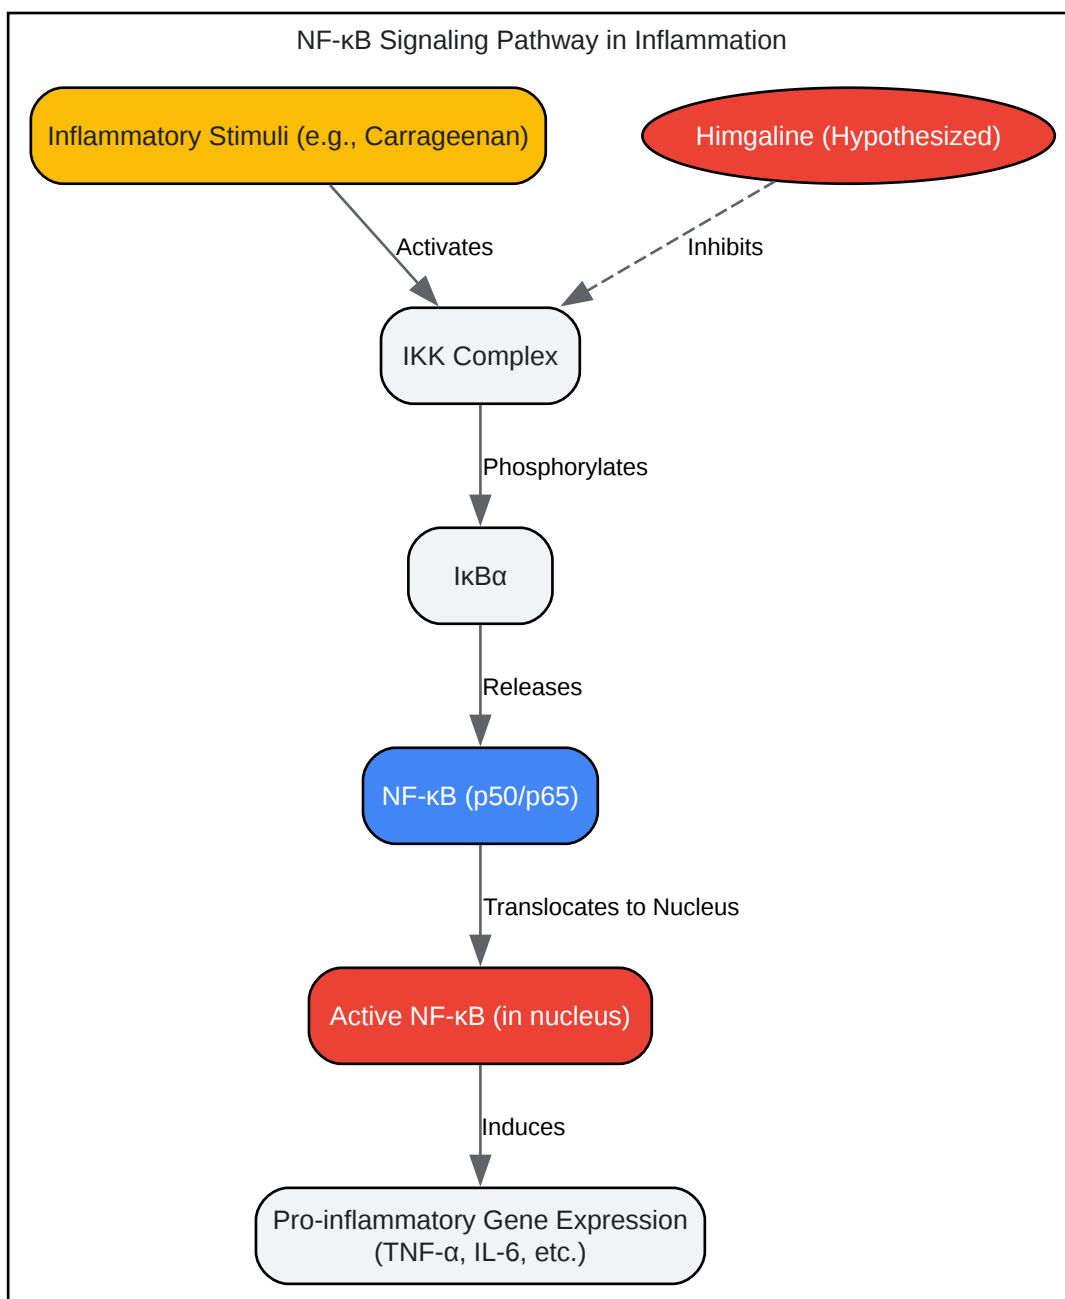 NF-κB Signaling Pathway in Inflammation
Inflammatory Stimuli (e.g., Carrageenan)
Himgaline (Hypothesized)
Activates
Inhibits
IKK Complex
Phosphorylates
IκBα
Releases
NF-κB (p50/p65)
Translocates to Nucleus
Active NF-κB (in nucleus)
Induces
Pro-inflammatory Gene Expression
(TNF-α, IL-6, etc.)